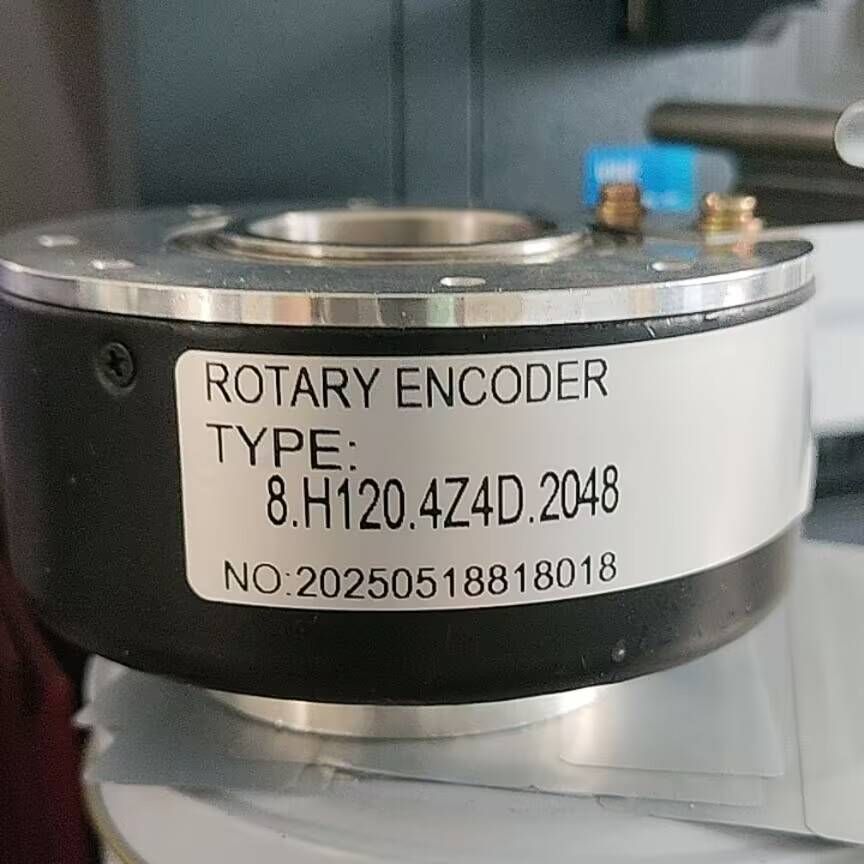 ROTARY ENCODER
TYPE:
8.H120.4Z4D.2048
NO:20250518818018